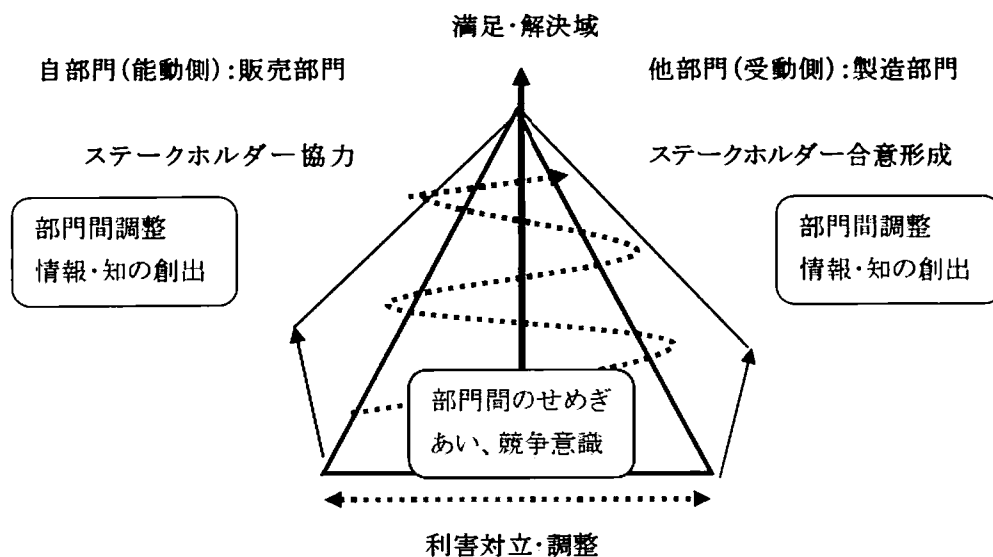 満足・解決域
自部門(能動側):販売部門
他部門(受動側):製造部門
ステークホルダー協力
ステークホルダー合意形成
部門間調整
情報・知の創出
部門間調整
情報・知の創出
部門間のせめぎ
あい、競争意識
利害対立・調整